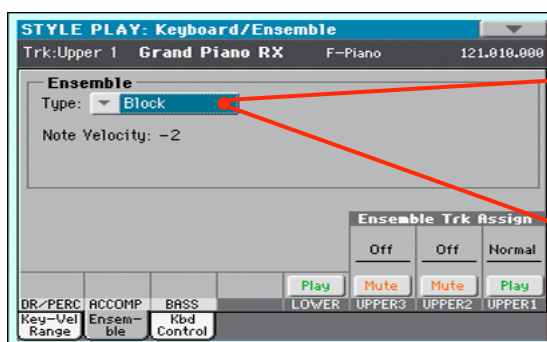 STYLE PLAY: Keyboard/Ensemble
Trk:Upper 1 Grand Piano RX F-Piano 121.010.000
Ensemble
Type: Block
Note Velocity: -2
Ensemble Trk Assign
Off Off Normal
Play Mute Mute Play
DR/PERC ACCOMP BASS LOWER UPPER3 UPPER2 UPPER1
Key-Vel Range Ensem-ble Kbd Control